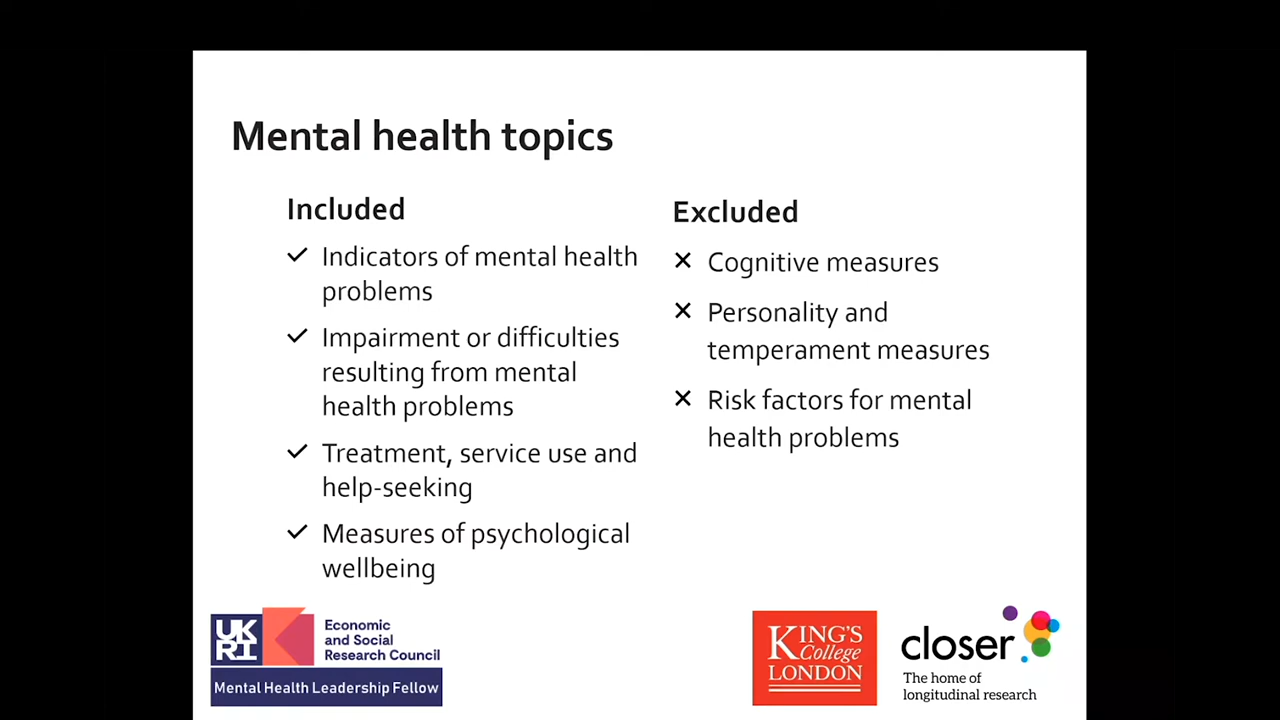 Mental health topics
Included
✓ Indicators of mental health
problems
✓ Impairment or difficulties
resulting from mental
health problems
✓ Treatment, service use and
help-seeking
✓ Measures of psychological
wellbeing
Excluded
✕ Cognitive measures
✕ Personality and
temperament measures
✕ Risk factors for mental
health problems
UK
RI
Economic
and Social
Research Council
Mental Health Leadership Fellow
KING'S
College
LONDON
closer
The home of
longitudinal research